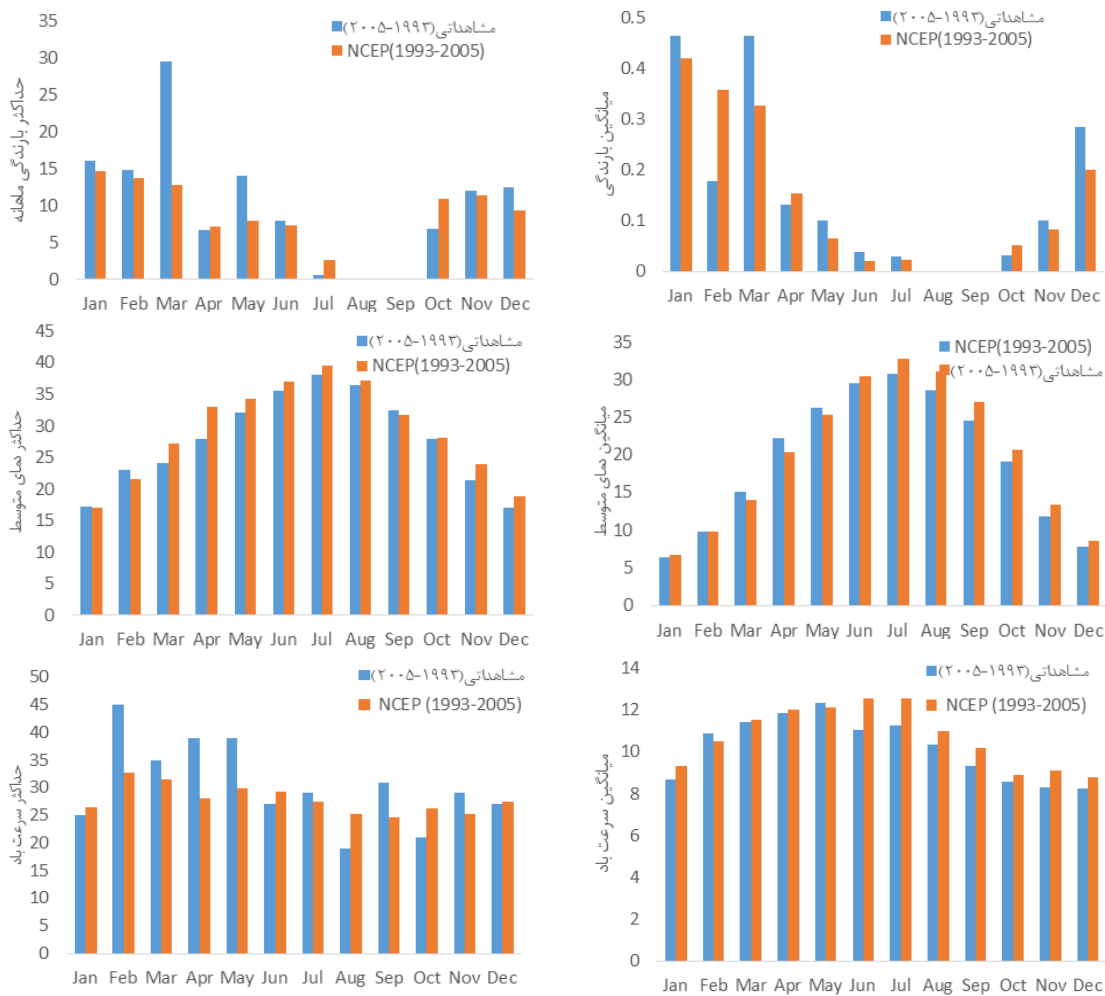 مشاهداتی(۱۹۹۳-۲۰۰۵)
NCEP(1993-2005)
حداکثر بارندگی ماهانه
35
30
25
20
15
10
5
0
Jan Feb Mar Apr May Jun Jul Aug Sep Oct Nov Dec
مشاهداتی(۱۹۹۳-۲۰۰۵)
NCEP(1993-2005)
میانگین بارندگی
0.5
0.4
0.3
0.2
0.1
0
Jan Feb Mar Apr May Jun Jul Aug Sep Oct Nov Dec
مشاهداتی(۱۹۹۳-۲۰۰۵)
NCEP(1993-2005)
حداکثر دمای متوسط
45
40
35
30
25
20
15
10
5
0
Jan Feb Mar Apr May Jun Jul Aug Sep Oct Nov Dec
NCEP(1993-2005)
مشاهداتی(۱۹۹۳-۲۰۰۵)
میانگین دمای متوسط
35
30
25
20
15
10
5
0
Jan Feb Mar Apr May Jun Jul Aug Sep Oct Nov Dec
مشاهداتی(۱۹۹۳-۲۰۰۵)
NCEP (1993-2005)
حداکثر سرعت باد
50
45
40
35
30
25
20
15
10
5
0
Jan Feb Mar Apr May Jun Jul Aug Sep Oct Nov Dec
مشاهداتی(۱۹۹۳-۲۰۰۵)
NCEP (1993-2005)
میانگین سرعت باد
14
12
10
8
6
4
2
0
Jan Feb Mar Apr May Jun Jul Aug Sep Oct Nov Dec